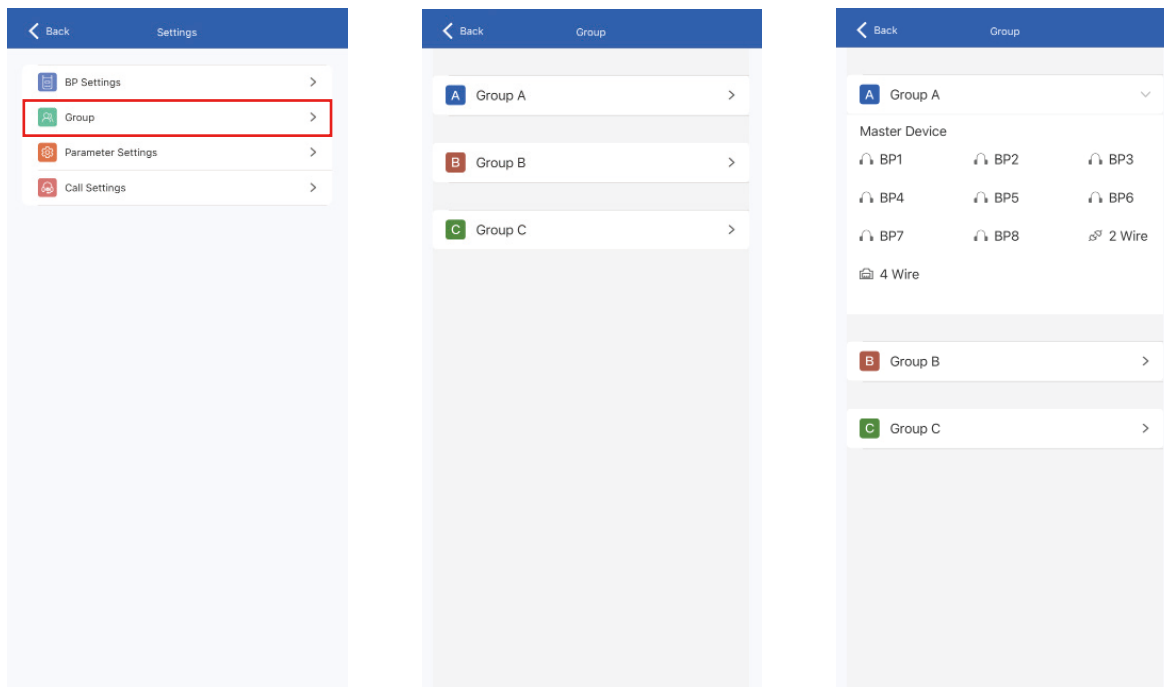 Back Settings
BP Settings
Group
Parameter Settings
Call Settings
Back Group
A Group A
B Group B
C Group C
Back Group
A Group A
Master Device
BP1 BP2 BP3
BP4 BP5 BP6
BP7 BP8 2 Wire
4 Wire
B Group B
C Group C